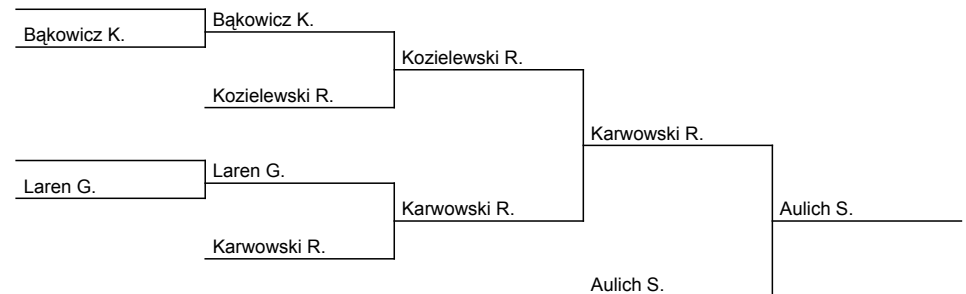 Bąkowicz K.
Bąkowicz K.
Kozielewski R.
Kozielewski R.
Karwowski R.
Laren G.
Laren G.
Karwowski R.
Aulich S.
Karwowski R.
Aulich S.